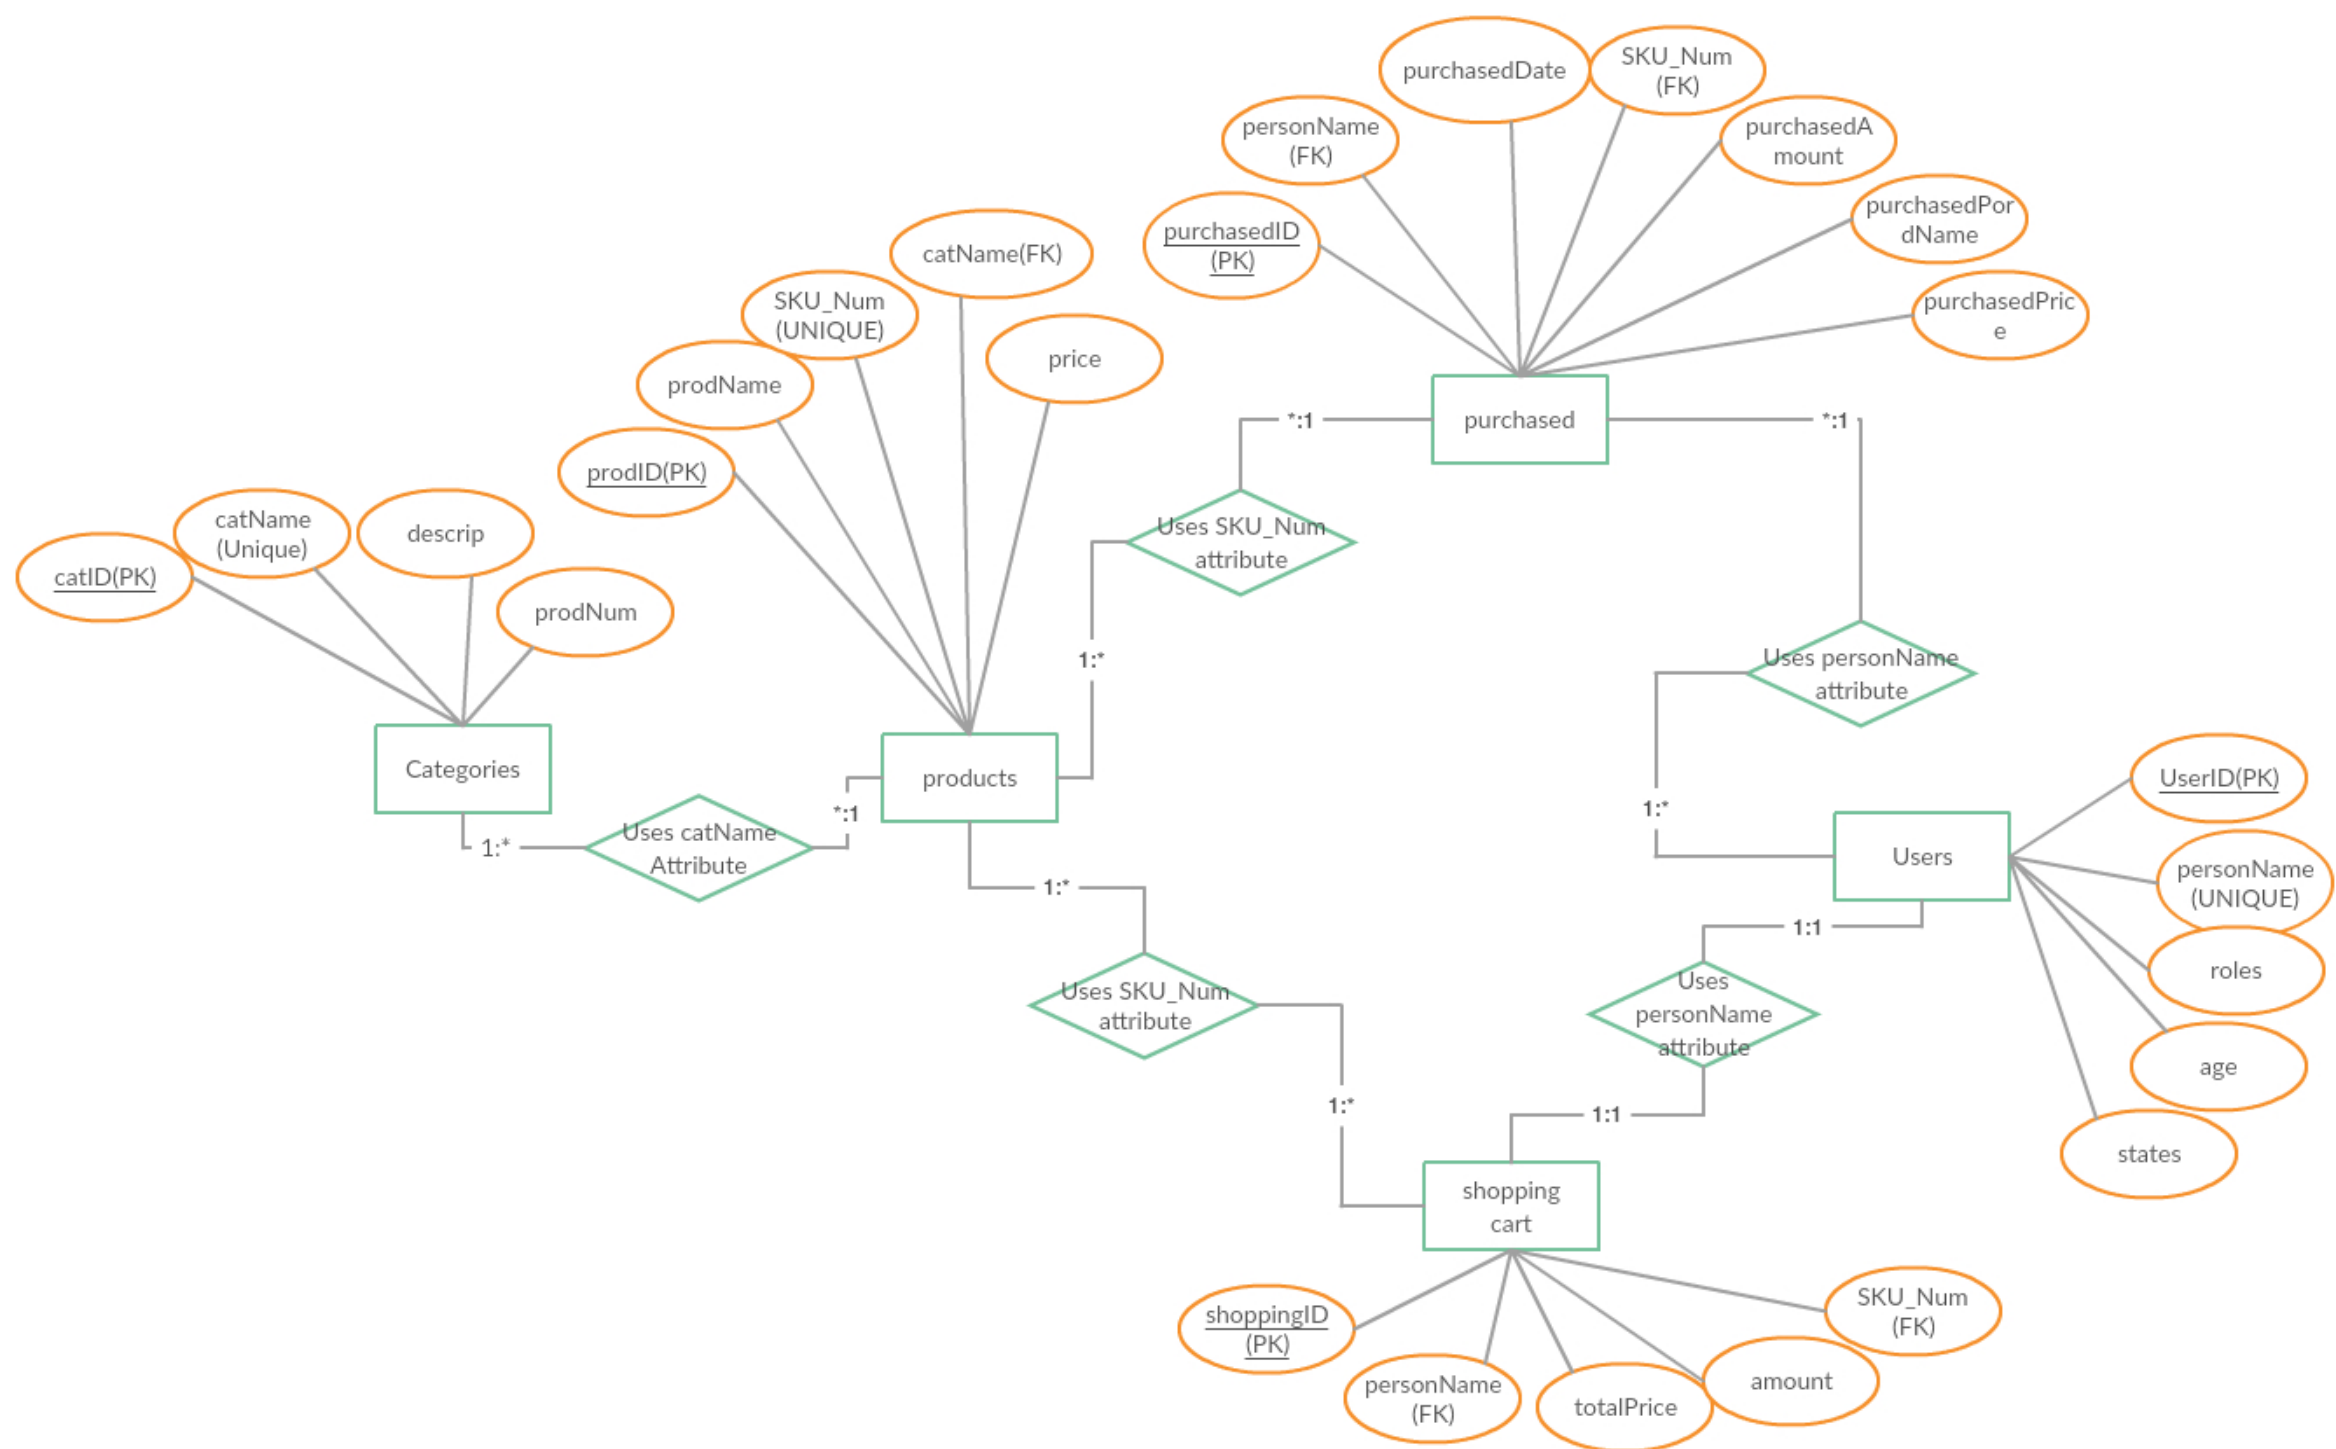 purchasedDate
SKU_Num
(FK)
personName
(FK)
purchasedA
mount
purchasedID
(PK)
purchasedPor
dName
catName(FK)
SKU_Num
(UNIQUE)
purchasedPric
e
price
prodName
*:1
purchased
*:1
prodID(PK)
catName
(Unique)
descrip
Uses SKU_Num
attribute
catID(PK)
prodNum
1:*
Uses personName
attribute
Categories
products
UserID(PK)
*:1
1:*
Uses catName
Attribute
1:*
Users
personName
(UNIQUE)
1:*
1:1
roles
Uses SKU_Num
attribute
Uses
personName
attribute
age
1:*
1:1
states
shopping
cart
shoppingID
(PK)
SKU_Num
(FK)
personName
(FK)
totalPrice
amount